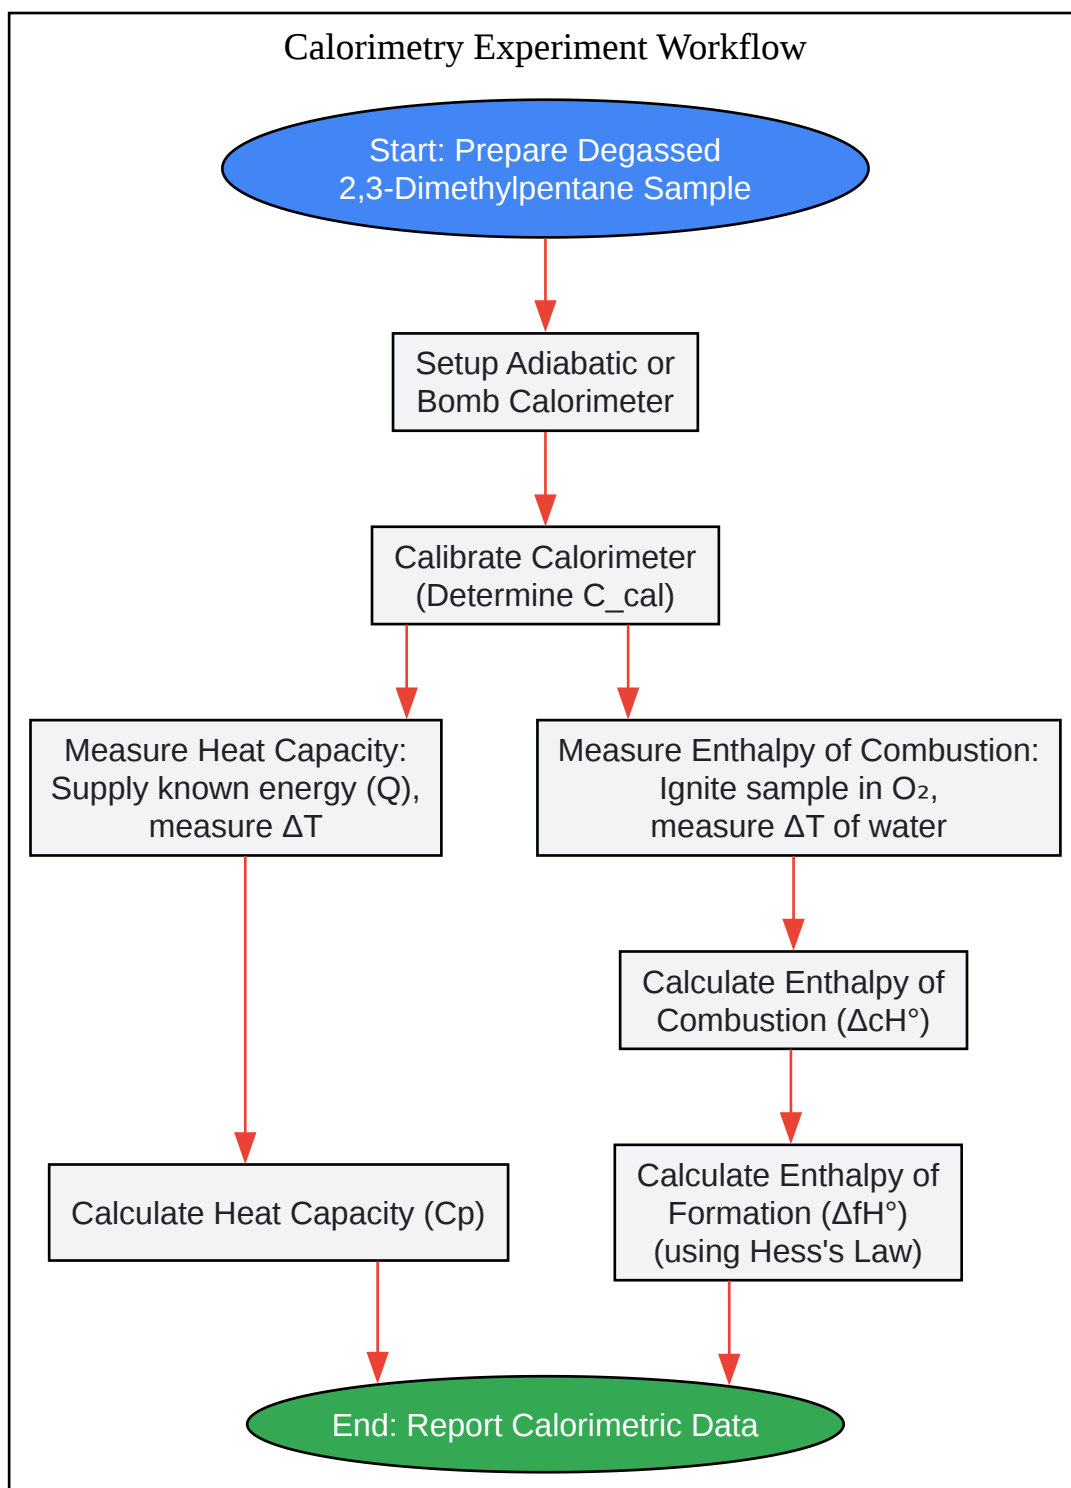 Calorimetry Experiment Workflow
Start: Prepare Degassed
2,3-Dimethylpentane Sample
Setup Adiabatic or
Bomb Calorimeter
Calibrate Calorimeter
(Determine C_cal)
Measure Heat Capacity:
Supply known energy (Q),
measure ΔT
Measure Enthalpy of Combustion:
Ignite sample in O₂,
measure ΔT of water
Calculate Enthalpy of
Combustion (ΔcH°)
Calculate Heat Capacity (Cp)
Calculate Enthalpy of
Formation (ΔfH°)
(using Hess's Law)
End: Report Calorimetric Data